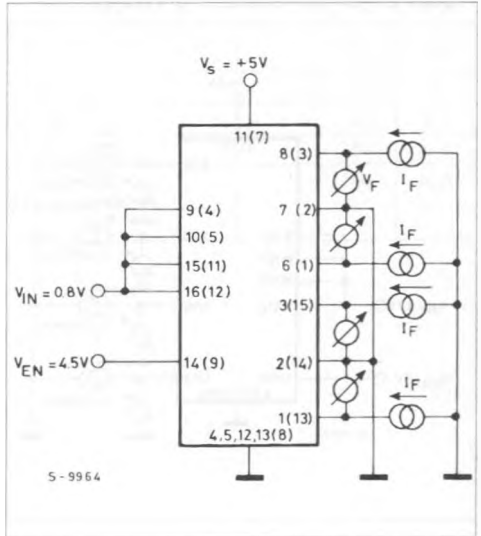 V_S = +5V
11(7)
8(3)
I_F
V_F
9(4)
7(2)
10(5)
I_F
15(11)
6(1)
V_IN = 0.8V
16(12)
3(15)
I_F
V_EN = 4.5V
14(9)
2(14)
I_F
1(13)
4,5,12,13(8)
S-9964